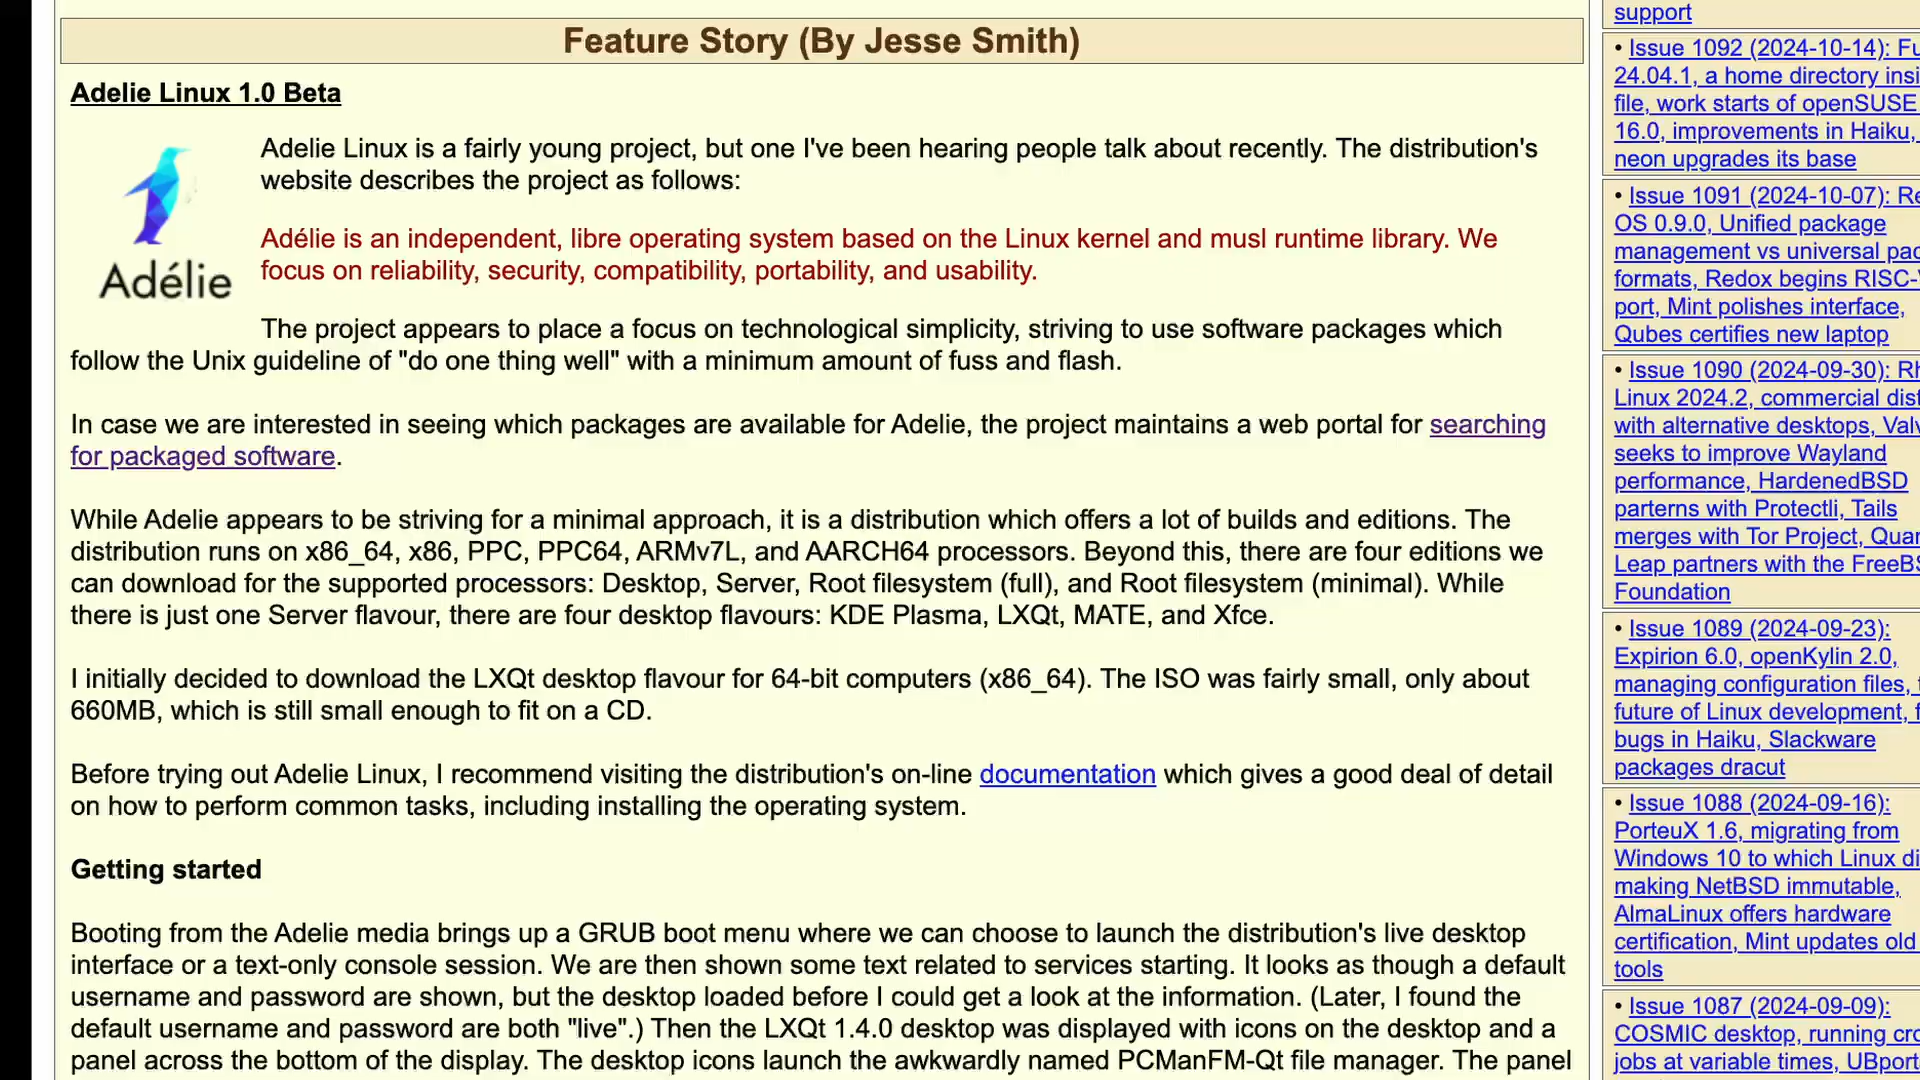 Feature Story (By Jesse Smith)
Adelie Linux 1.0 Beta
Adelie Linux is a fairly young project, but one I've been hearing people talk about recently. The distribution's
website describes the project as follows:
Adélie is an independent, libre operating system based on the Linux kernel and musl runtime library. We
focus on reliability, security, compatibility, portability, and usability.
Adélie
The project appears to place a focus on technological simplicity, striving to use software packages which
follow the Unix guideline of "do one thing well" with a minimum amount of fuss and flash.
In case we are interested in seeing which packages are available for Adelie, the project maintains a web portal for searching
for packaged software.
While Adelie appears to be striving for a minimal approach, it is a distribution which offers a lot of builds and editions. The
distribution runs on x86_64, x86, PPC, PPC64, ARMv7L, and AARCH64 processors. Beyond this, there are four editions we
can download for the supported processors: Desktop, Server, Root filesystem (full), and Root filesystem (minimal). While
there is just one Server flavour, there are four desktop flavours: KDE Plasma, LXQt, MATE, and Xfce.
I initially decided to download the LXQt desktop flavour for 64-bit computers (x86_64). The ISO was fairly small, only about
660MB, which is still small enough to fit on a CD.
Before trying out Adelie Linux, I recommend visiting the distribution's on-line documentation which gives a good deal of detail
on how to perform common tasks, including installing the operating system.
Getting started
Booting from the Adelie media brings up a GRUB boot menu where we can choose to launch the distribution's live desktop
interface or a text-only console session. We are then shown some text related to services starting. It looks as though a default
username and password are shown, but the desktop loaded before I could get a look at the information. (Later, I found the
default username and password are both "live".) Then the LXQt 1.4.0 desktop was displayed with icons on the desktop and a
panel across the bottom of the display. The desktop icons launch the awkwardly named PCManFM-Qt file manager. The panel
support
• Issue 1092 (2024-10-14):
24.04.1, a home directory
file, work starts of openSUSE
16.0, improvements in Haiku,
neon upgrades its base
• Issue 1091 (2024-10-07):
OS 0.9.0, Unified package
management vs universal
formats, Redox begins
port, Mint polishes interface,
Qubes certifies new laptop
• Issue 1090 (2024-09-30):
Linux 2024.2, commercial
with alternative desktops,
seeks to improve Wayland
performance, HardenedBSD
parterns with Protectli, Tails
merges with Tor Project,
Leap partners with the
Foundation
• Issue 1089 (2024-09-23):
Expirion 6.0, openKylin 2.0,
managing configuration files,
future of Linux development,
bugs in Haiku, Slackware
packages dracut
• Issue 1088 (2024-09-16):
PorteuX 1.6, migrating from
Windows 10 to which Linux
making NetBSD immutable,
AlmaLinux offers hardware
certification, Mint updates old
tools
• Issue 1087 (2024-09-09):
COSMIC desktop, running
jobs at variable times,